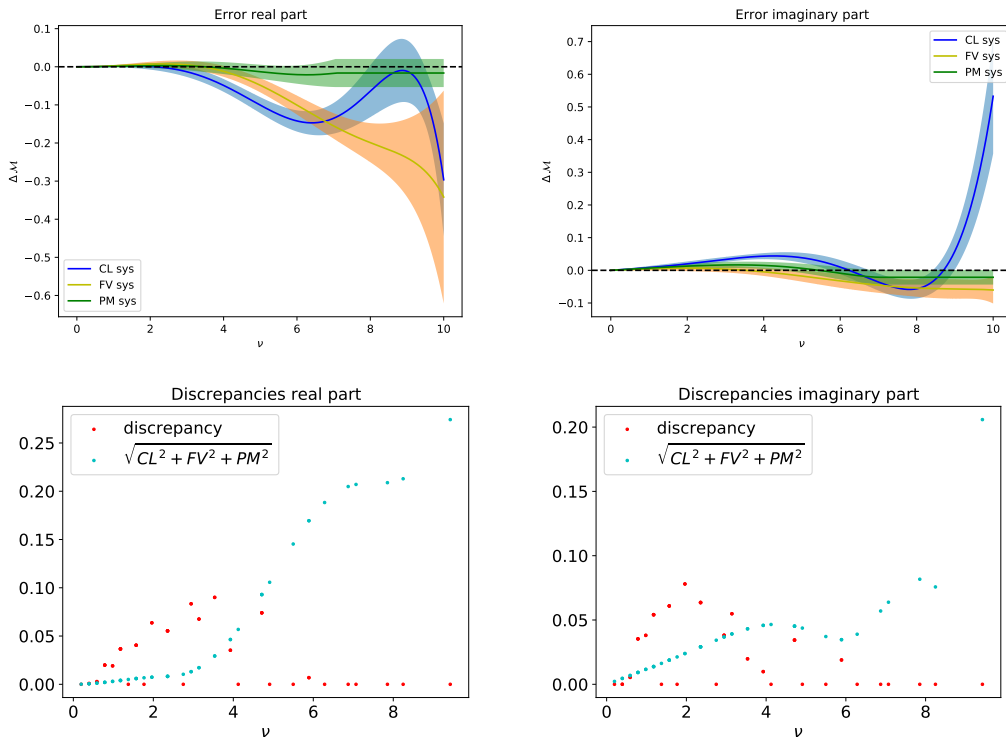 Error real part
0.1
0.0
−0.1
−0.2
−0.3
−0.4
−0.5
−0.6
Δ ℳ
CL sys
FV sys
PM sys
0 2 4 6 8 10
ν
Error imaginary part
0.7
0.6
0.5
0.4
0.3
0.2
0.1
0.0
−0.1
Δ ℳ
CL sys
FV sys
PM sys
0 2 4 6 8 10
ν
Discrepancies real part
discrepancy
√CL² + FV² + PM²
0.25
0.20
0.15
0.10
0.05
0.00
0 2 4 6 8
ν
Discrepancies imaginary part
discrepancy
√CL² + FV² + PM²
0.20
0.15
0.10
0.05
0.00
0 2 4 6 8
ν